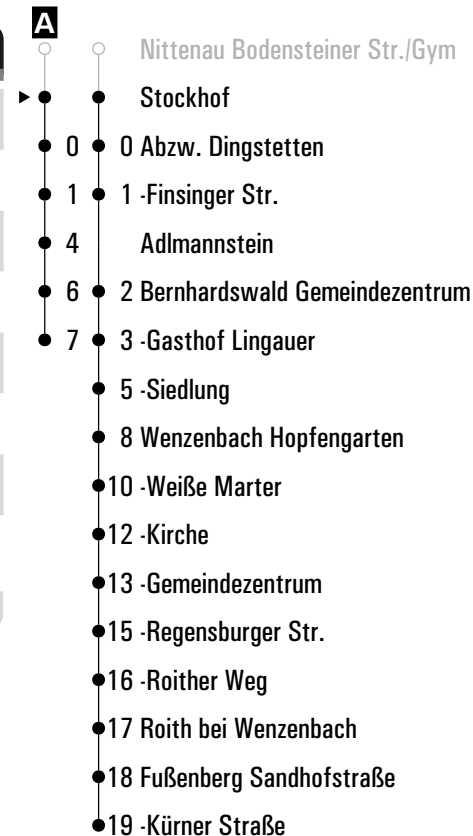 A
Nittenau Bodensteiner Str./Gym
Stockhof
0 0 Abzw. Dingstetten
1 1 -Finsinger Str.
4 Adlmannstein
6 2 Bernhardswald Gemeindezentrum
7 3 -Gasthof Lingauer
5 -Siedlung
8 Wenzenbach Hopfengarten
10 -Weiße Marter
12 -Kirche
13 -Gemeindezentrum
15 -Regensburger Str.
16 -Roither Weg
17 Roith bei Wenzenbach
18 Fußenberg Sandhofstraße
19 -Kürner Straße